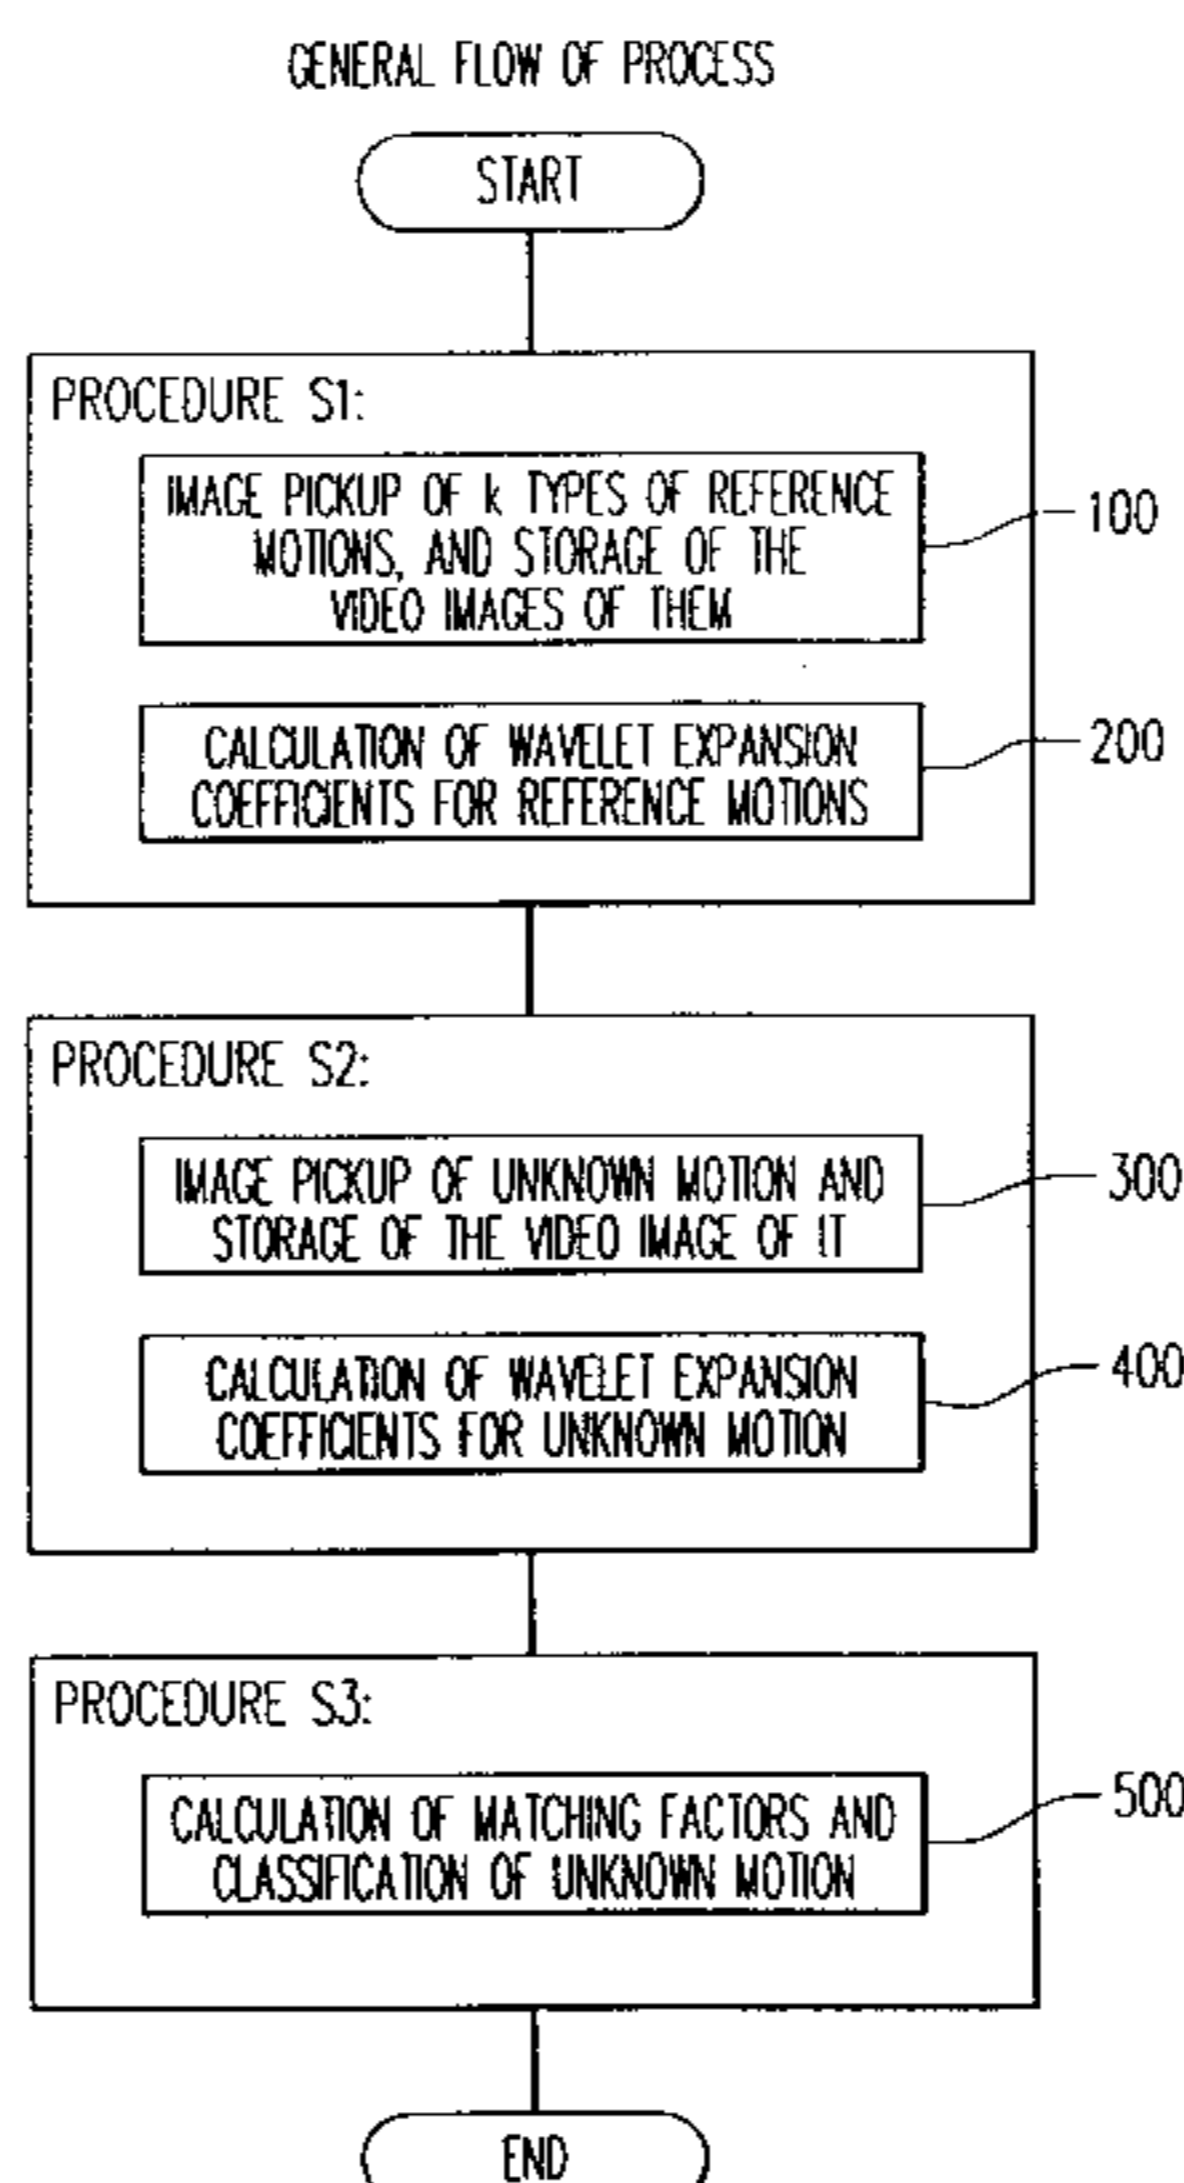 GENERAL FLOW OF PROCESS
START
PROCEDURE S1:
IMAGE PICKUP OF k TYPES OF REFERENCE
MOTIONS, AND STORAGE OF THE
VIDEO IMAGES OF THEM
100
CALCULATION OF WAVELET EXPANSION
COEFFICIENTS FOR REFERENCE MOTIONS
200
PROCEDURE S2:
IMAGE PICKUP OF UNKNOWN MOTION AND
STORAGE OF THE VIDEO IMAGE OF IT
300
CALCULATION OF WAVELET EXPANSION
COEFFICIENTS FOR UNKNOWN MOTION
400
PROCEDURE S3:
CALCULATION OF MATCHING FACTORS AND
CLASSIFICATION OF UNKNOWN MOTION
500
END